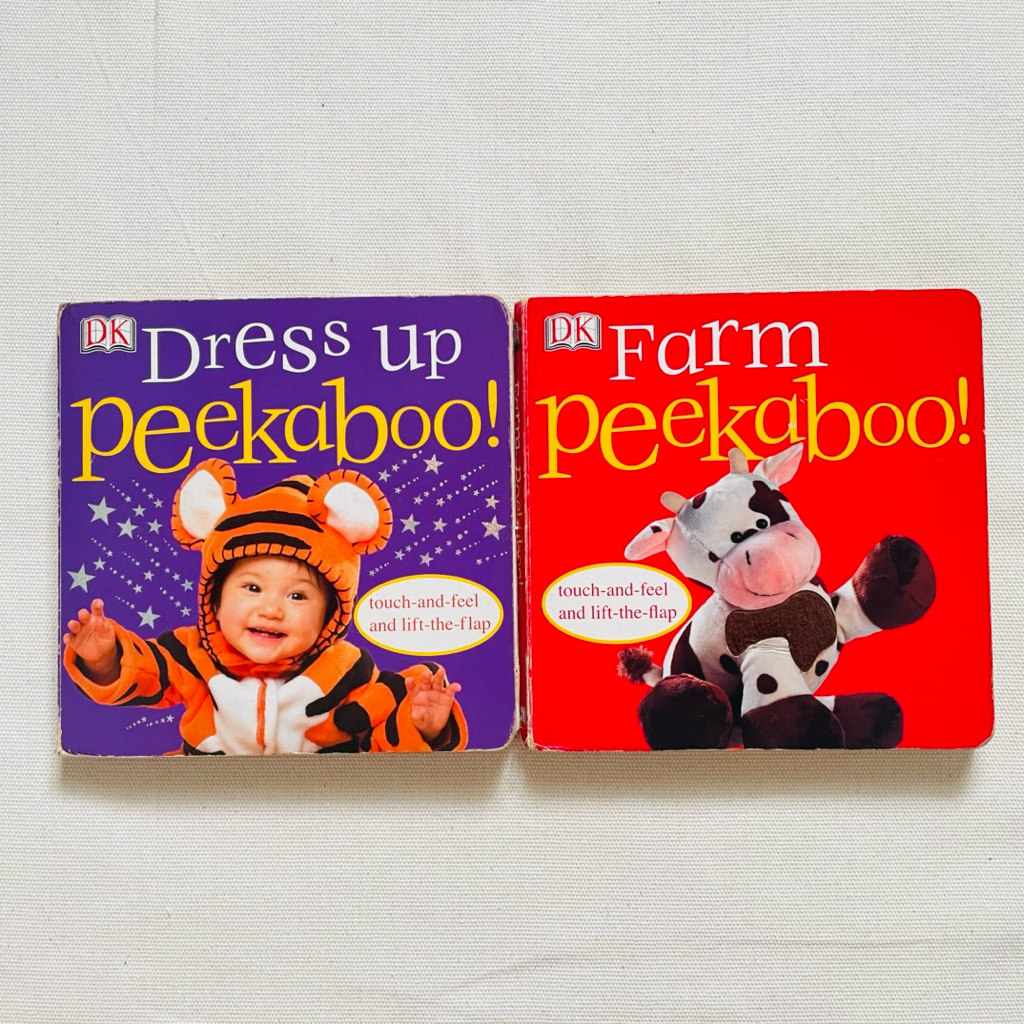 DK
Dress up
peekaboo!
touch-and-feel
and lift-the-flap
DK
Farm
peekaboo!
touch-and-feel
and lift-the-flap